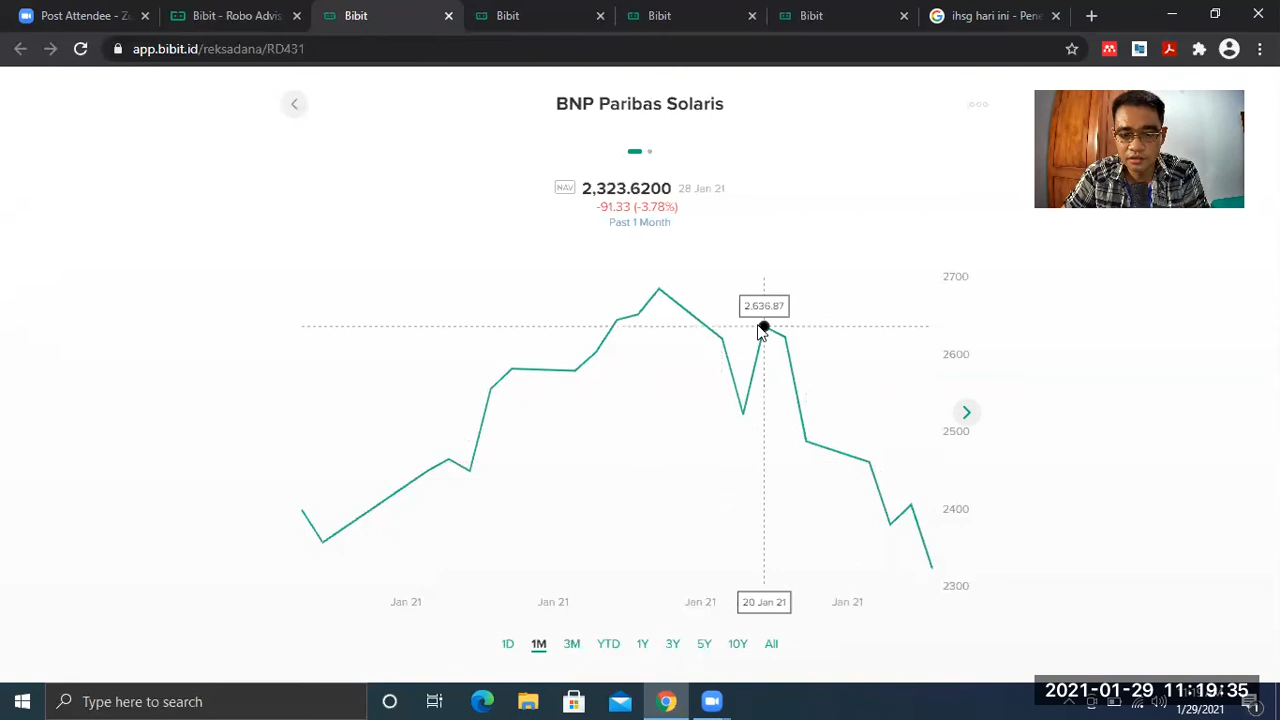 Post Attendee - Z
Bibit - Robo Advis
Bibit
Bibit
Bibit
Bibit
ihsg hari ini - Pene
app.bibit.id/reksadana/RD431
BNP Paribas Solaris
NAV 2,323.6200 28 Jan 21
-91.33 (-3.78%)
Past 1 Month
2700
2.636.87
2600
2500
2400
2300
Jan 21 Jan 21 Jan 21 20 Jan 21 Jan 21
1D 1M 3M YTD 1Y 3Y 5Y 10Y All
Type here to search
2021-01-29 11:19:35
1/29/2021